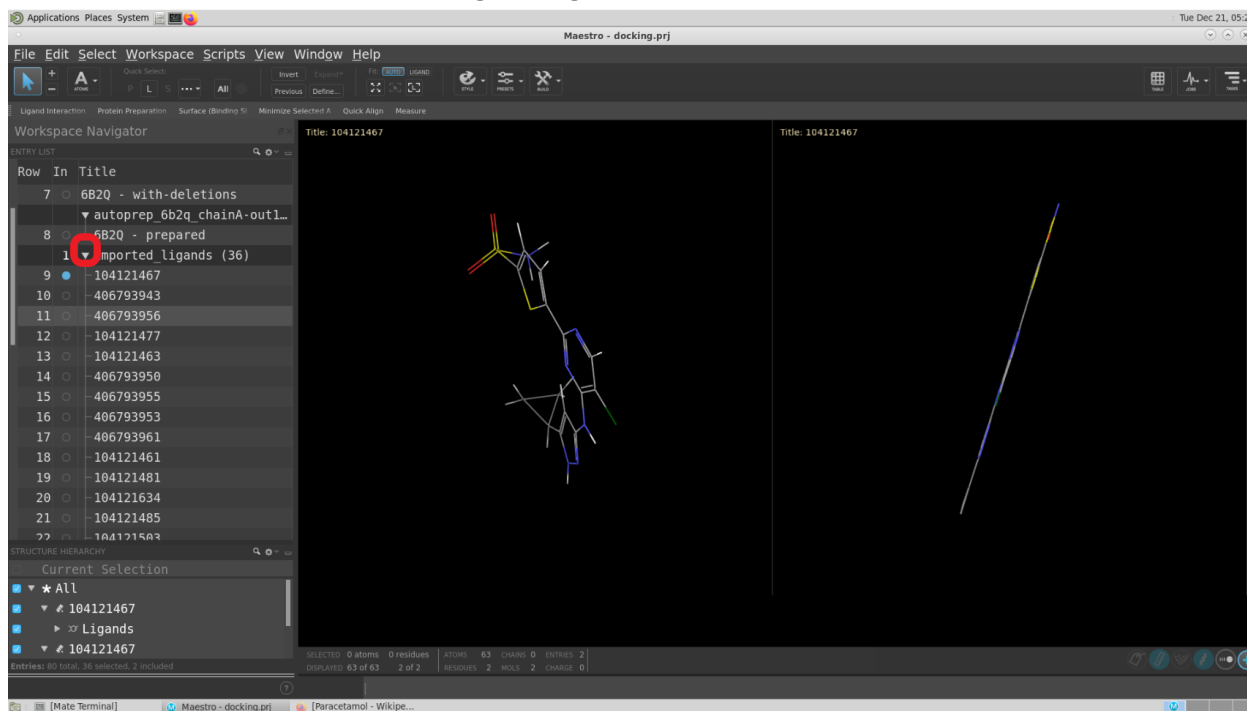 Applications Places System Tue Dec 21, 05:2
Maestro - docking.prj
File Edit Select Workspace Scripts View Window Help
Quick Select: Invert Expand Fit: AUTO LIGAND
A P L S All Previous Define...
ATOMS STYLE PRESETS BUILD TABLE JOBS TASKS
Ligand Interaction Protein Preparation Surface (Binding Si Minimize Selected A Quick Align Measure
Workspace Navigator
ENTRY LIST
Row In Title
7 6B2Q - with-deletions
autoprep_6b2q_chainA-out1...
8 6B2Q - prepared
1 mported_ligands (36)
9 104121467
10 406793943
11 406793956
12 104121477
13 104121463
14 406793950
15 406793955
16 406793953
17 406793961
18 104121461
19 104121481
20 104121634
21 104121485
22 104121503
STRUCTURE HIERARCHY
Current Selection
All
104121467
Ligands
104121467
Entries: 80 total, 36 selected, 2 included
Title: 104121467
Title: 104121467
SELECTED 0 atoms 0 residues ATOMS 63 CHAINS 0 ENTRIES 2
DISPLAYED 63 of 63 2 of 2 RESIDUES 2 MOLS 2 CHARGE 0
[Mate Terminal] Maestro - docking.prj [Paracetamol - Wikipe...